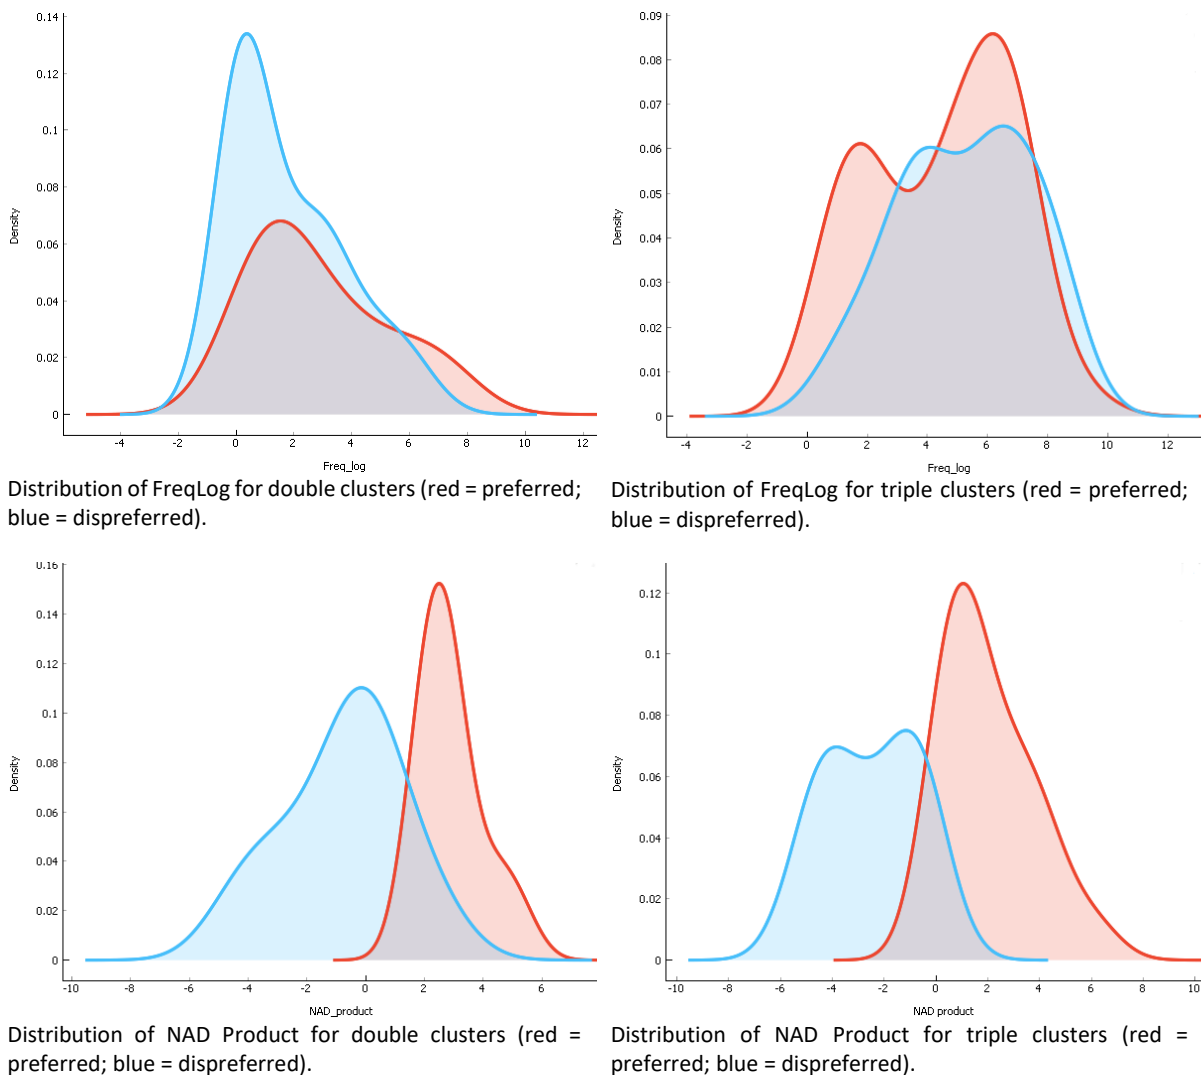 0.14
0.12
0.1
0.08
0.06
0.04
0.02
0
Density
-4 -2 0 2 4 6 8 10 12
Freq_log
Distribution of FreqLog for double clusters (red = preferred;
blue = dispreferred).
0.09
0.08
0.07
0.06
0.05
0.04
0.03
0.02
0.01
0
Density
-4 -2 0 2 4 6 8 10 12
Freq_log
Distribution of FreqLog for triple clusters (red = preferred;
blue = dispreferred).
0.16
0.14
0.12
0.1
0.08
0.06
0.04
0.02
0
Density
-10 -8 -6 -4 -2 0 2 4 6
NAD_product
Distribution of NAD Product for double clusters (red =
preferred; blue = dispreferred).
0.12
0.1
0.08
0.06
0.04
0.02
0
Density
-10 -8 -6 -4 -2 0 2 4 6 8 10
NAD product
Distribution of NAD Product for triple clusters (red =
preferred; blue = dispreferred).